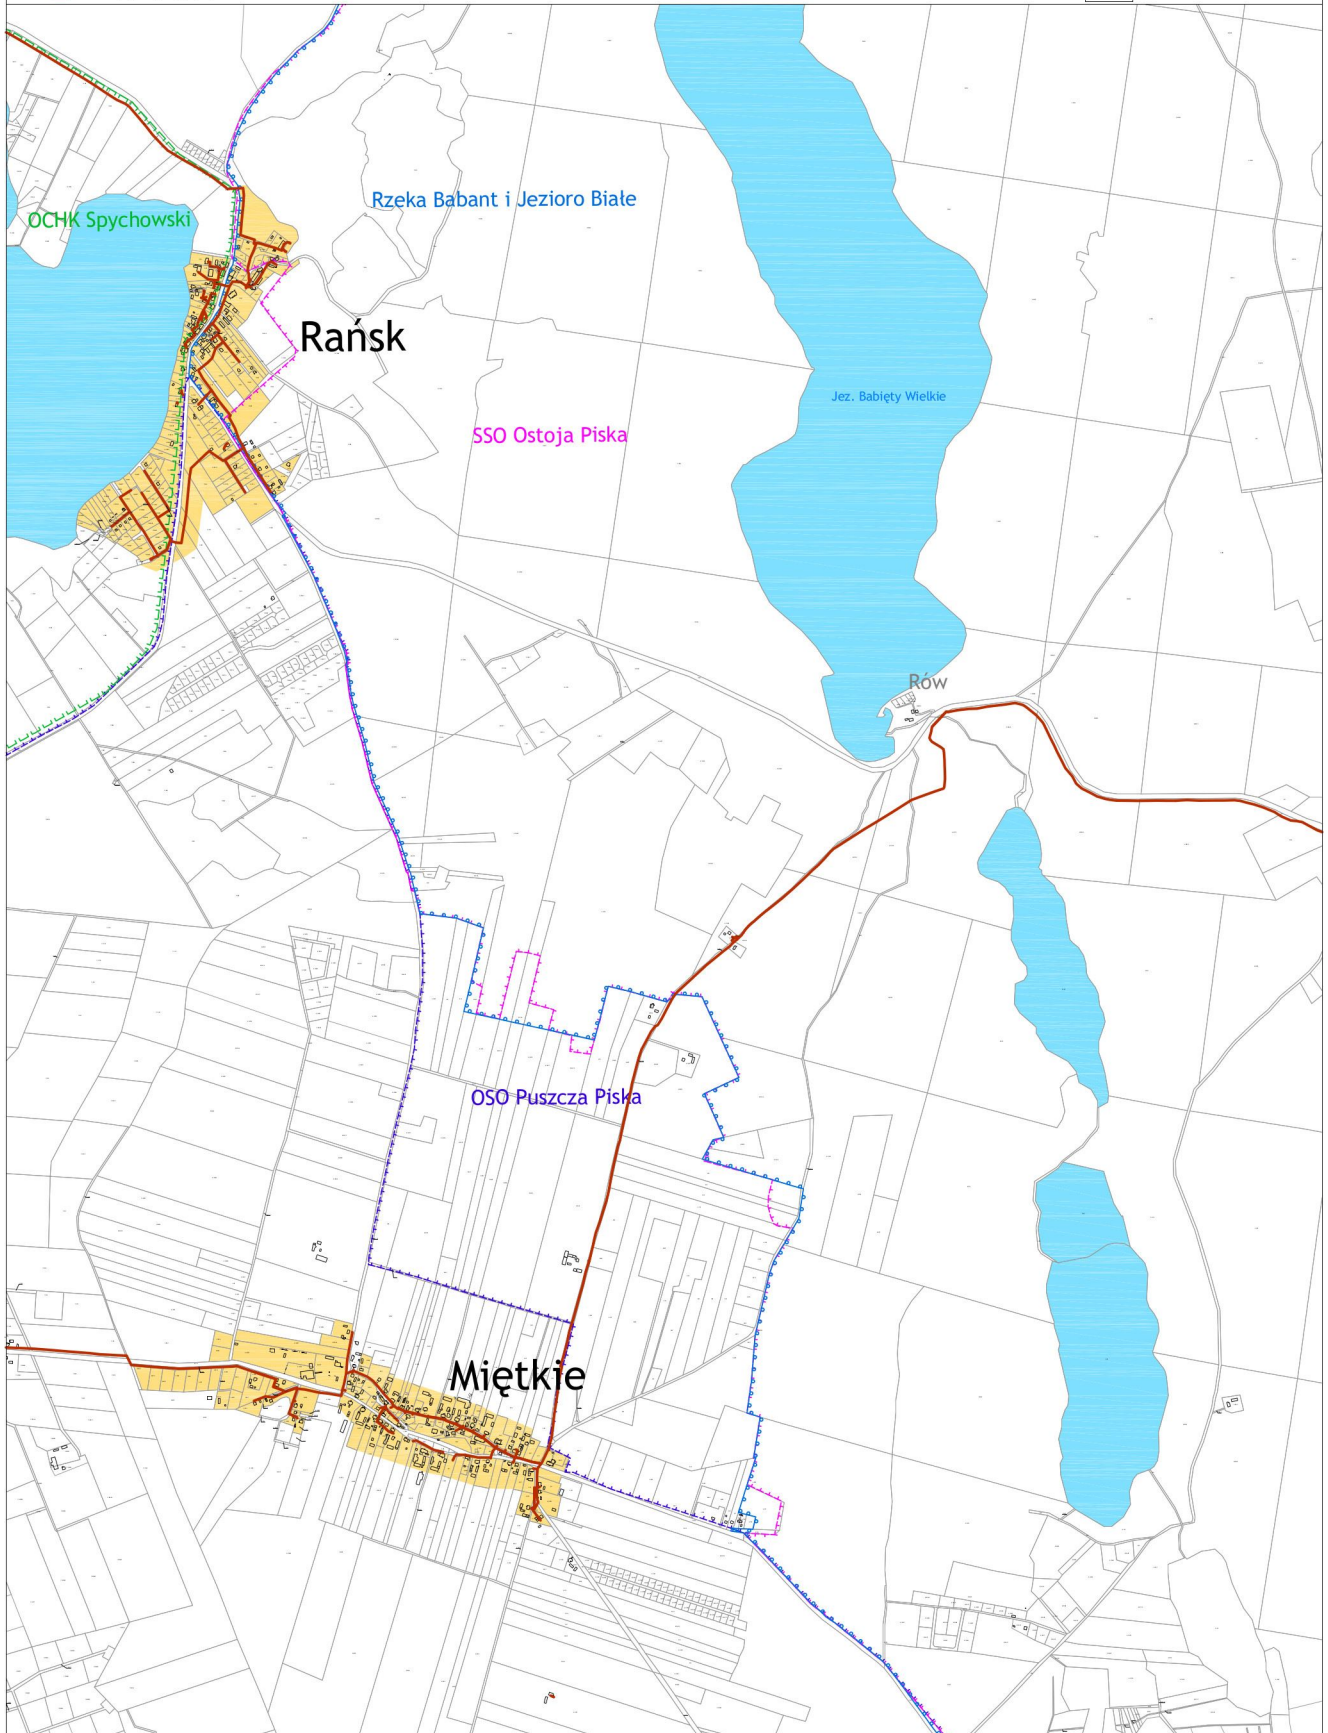 Rzeka Babant i Jezioro Białe
OCHK Spychowski
Rańsk
Jez. Babięty Wielkie
SSO Ostoja Piska
Rów
OSO Puszcza Piska
Miętkie